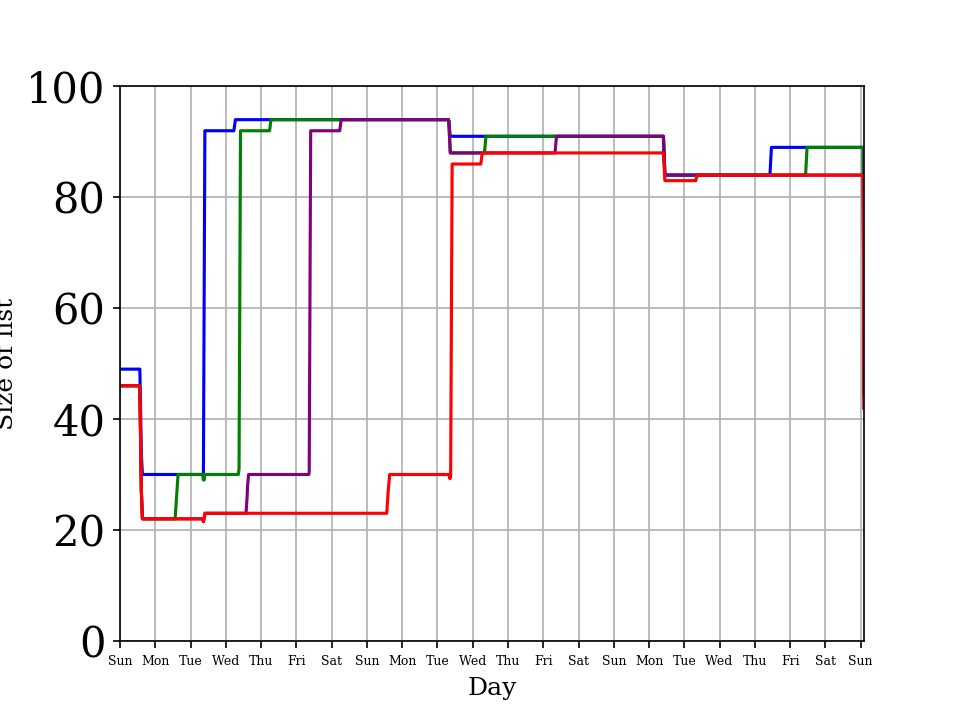 100
80
60
40
20
0
Size of list
Sun Mon Tue Wed Thu Fri Sat Sun Mon Tue Wed Thu Fri Sat Sun Mon Tue Wed Thu Fri Sat Sun
Day